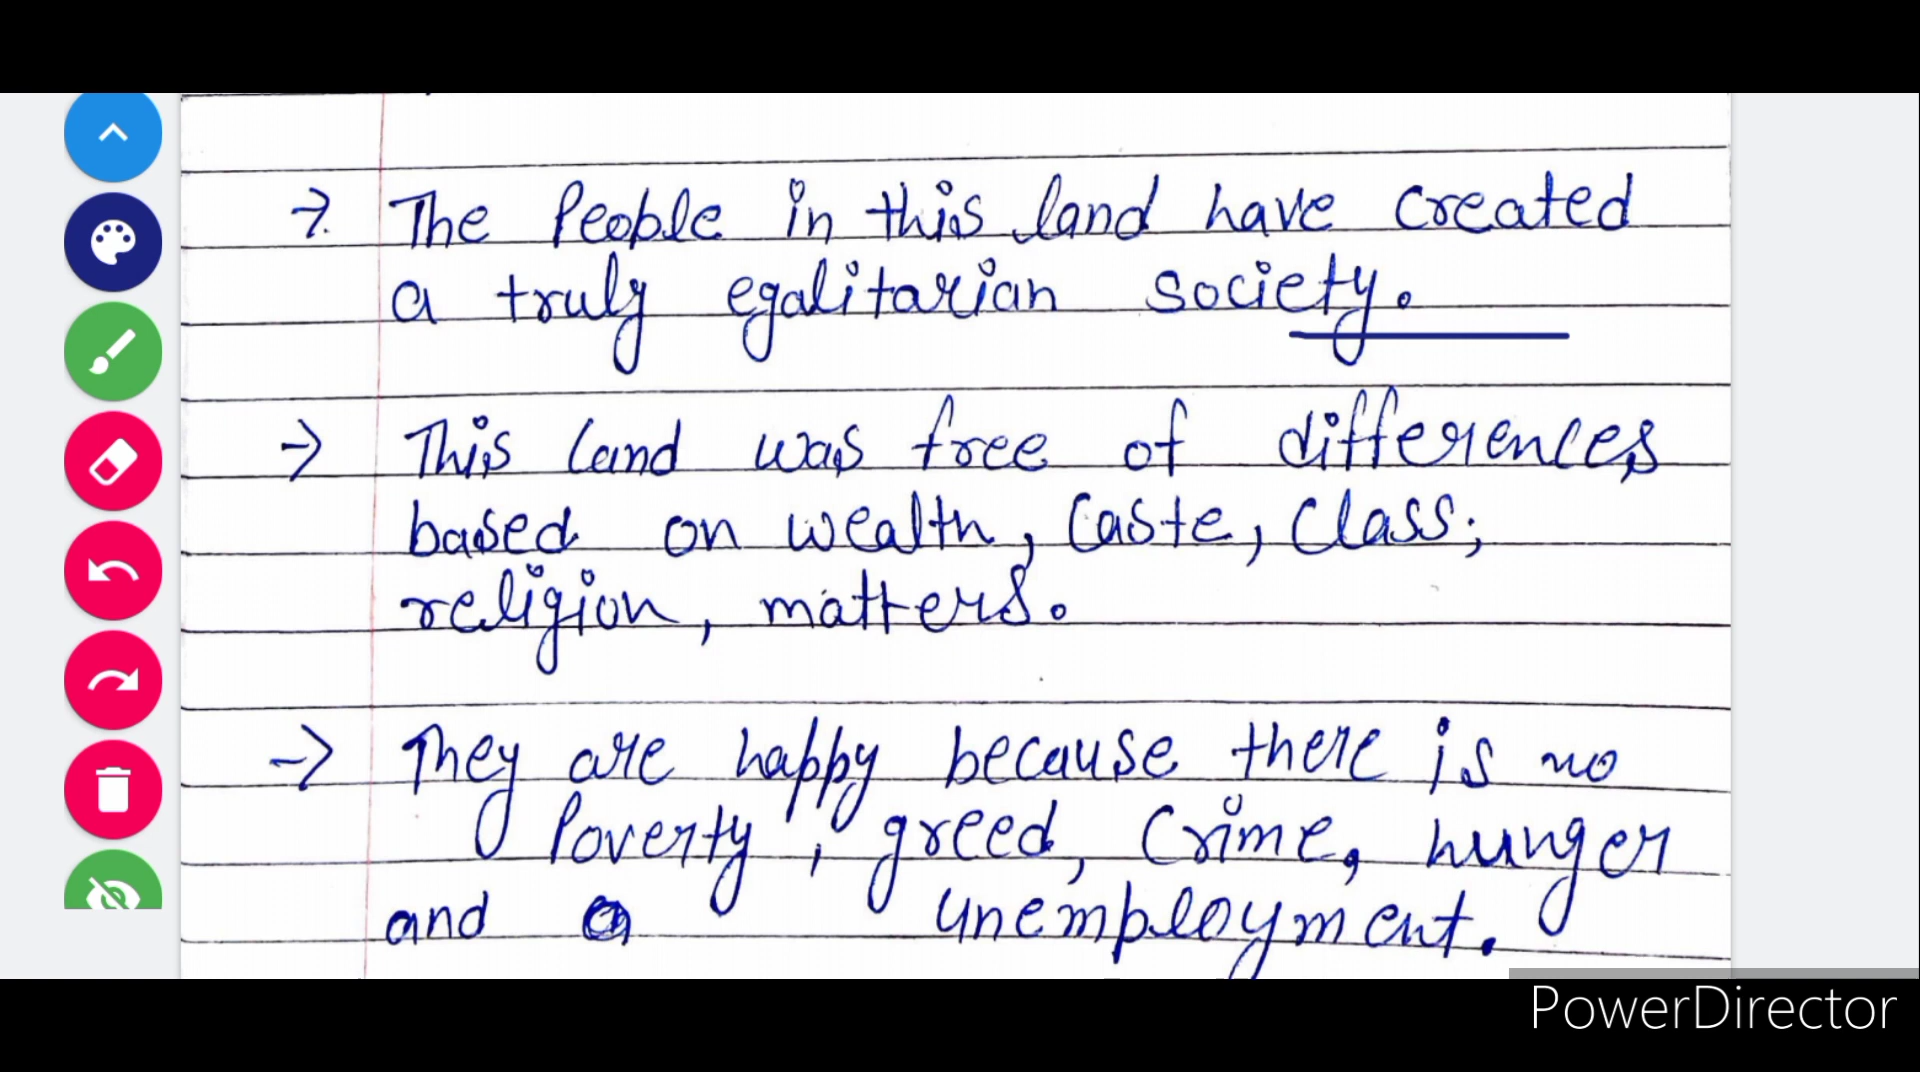 →. The People in this land have created
a truly egalitarian society.
→ This land was free of differences
based on wealth, Caste, Class,
religion, matters.
→ They are happy because there is no
Poverty, greed, Crime, hunger
and a unemployment.
PowerDirector